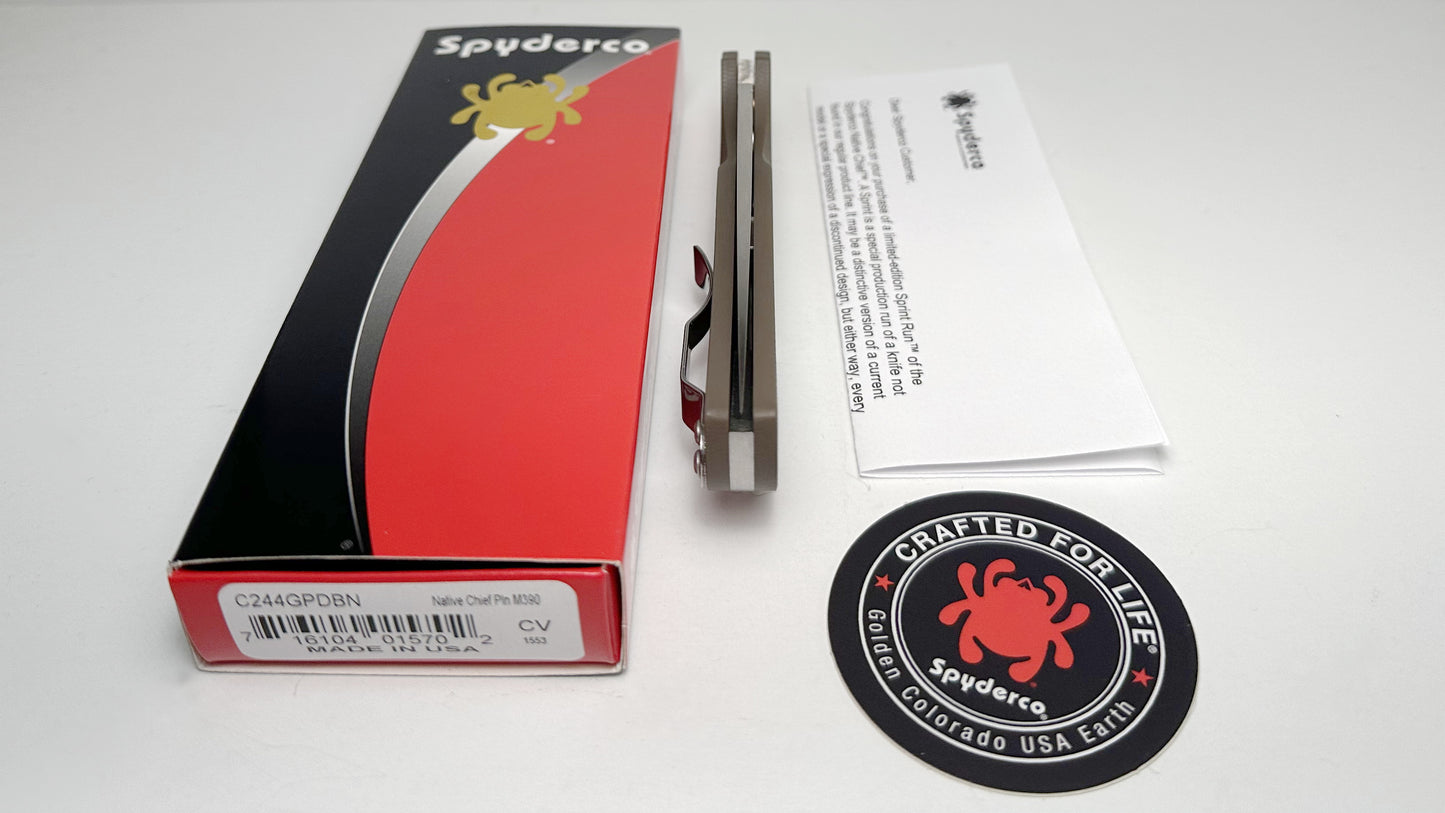 Spyderco
C244GPDBN
Native Chief Pln M390
7 16104 01570 2
CV
1553
MADE IN USA
Spyderco
Dear Spyderco Customer,
Congratulations on your purchase of a limited-edition Sprint Run™ of the
Spyderco Native Chief™. A Sprint is a special production run of a knife not
found in our regular product line. It may be a distinctive version of a current
model or a special expression of a discontinued design, but either way, every
CRAFTED FOR LIFE®
Spyderco®
Golden Colorado USA Earth